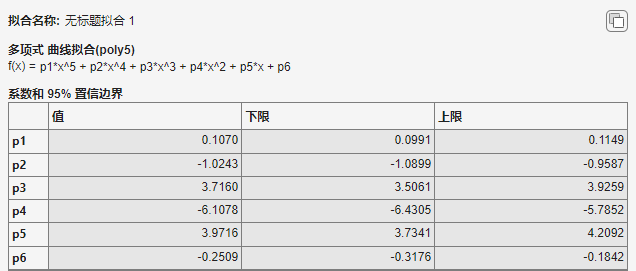 拟合名称: 无标题拟合 1
多项式 曲线拟合(poly5)
f(x) = p1*x^5 + p2*x^4 + p3*x^3 + p4*x^2 + p5*x + p6
系数和 95% 置信边界
值 下限 上限
p1 0.1070 0.0991 0.1149
p2 -1.0243 -1.0899 -0.9587
p3 3.7160 3.5061 3.9259
p4 -6.1078 -6.4305 -5.7852
p5 3.9716 3.7341 4.2092
p6 -0.2509 -0.3176 -0.1842